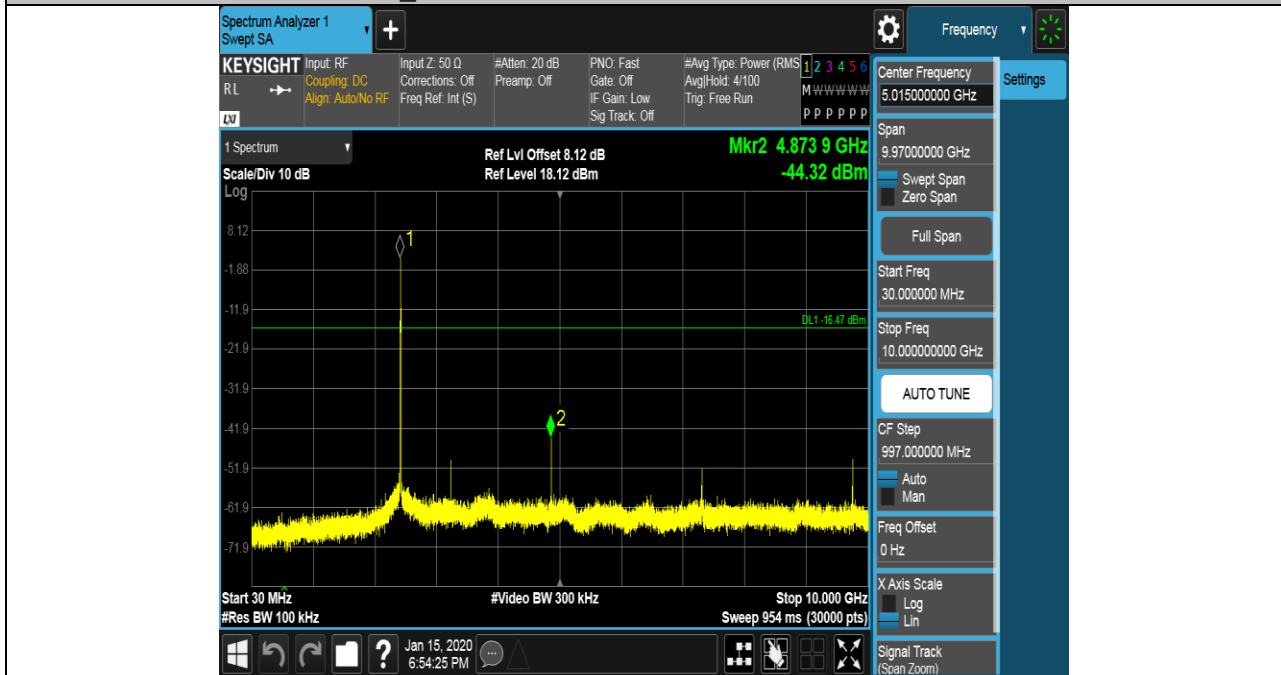 Spectrum Analyzer 1
Swept SA
+
Frequency
KEYSIGHT
RL
LXI
Input: RF
Coupling: DC
Align: Auto/No RF
Input Z: 50 Ω
Corrections: Off
Freq Ref: Int (S)
#Atten: 20 dB
Preamp: Off
PNO: Fast
Gate: Off
IF Gain: Low
Sig Track: Off
#Avg Type: Power (RMS
Avg|Hold: 4/100
Trig: Free Run
1 2 3 4 5 6
M W W W W W
P P P P P P
1 Spectrum
Scale/Div 10 dB
Ref Lvl Offset 8.12 dB
Ref Level 18.12 dBm
Mkr2 4.873 9 GHz
-44.32 dBm
Log
8.12
-1.88
-11.9
-21.9
-31.9
-41.9
-51.9
-61.9
-71.9
1
DL1 -16.47 dBm
2
Start 30 MHz
#Res BW 100 kHz
#Video BW 300 kHz
Stop 10.000 GHz
Sweep 954 ms (30000 pts)
?
Jan 15, 2020
6:54:25 PM
Center Frequency
5.015000000 GHz
Span
9.97000000 GHz
Swept Span
Zero Span
Full Span
Start Freq
30.000000 MHz
Stop Freq
10.000000000 GHz
AUTO TUNE
CF Step
997.000000 MHz
Auto
Man
Freq Offset
0 Hz
X Axis Scale
Log
Lin
Signal Track
(Span Zoom)
Settings